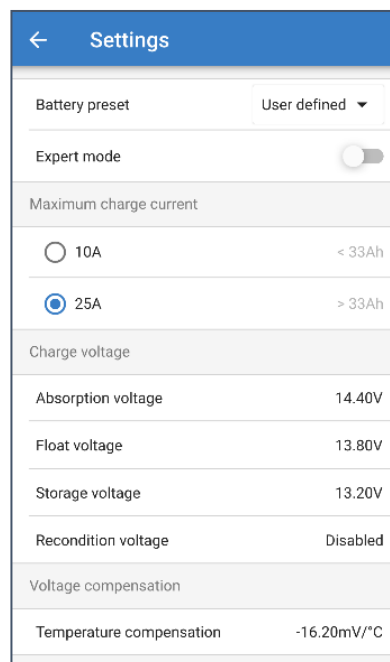 Settings
Battery preset User defined
Expert mode
Maximum charge current
10A < 33Ah
25A > 33Ah
Charge voltage
Absorption voltage 14.40V
Float voltage 13.80V
Storage voltage 13.20V
Recondition voltage Disabled
Voltage compensation
Temperature compensation -16.20mV/°C